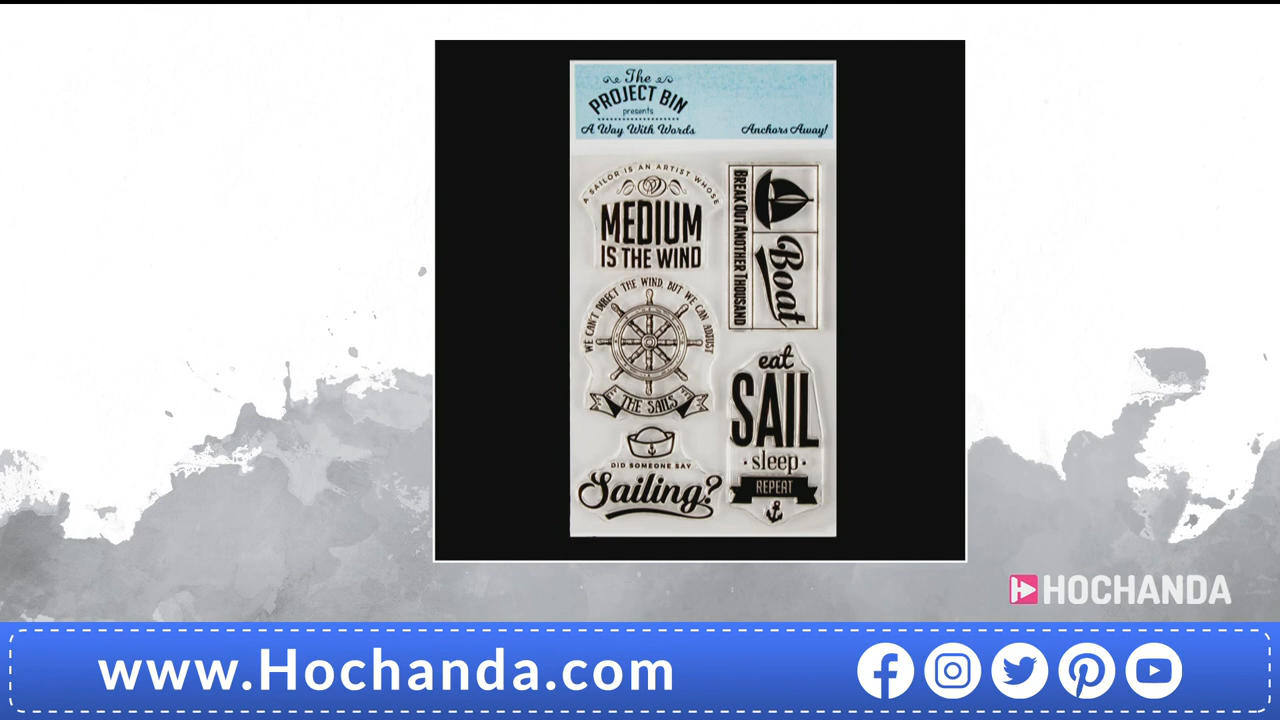 The
PROJECT BIN
presents
A Way With Words
Anchors Away!
A SAILOR IS AN ARTIST WHOSE
MEDIUM
IS THE WIND
WE CAN'T DIRECT THE WIND, BUT WE CAN ADJUST
THE SAILS
DID SOMEONE SAY
Sailing?
Boat
BREAK OUT ANOTHER THOUSAND
eat
SAIL
sleep
REPEAT
HOCHANDA
www.Hochanda.com